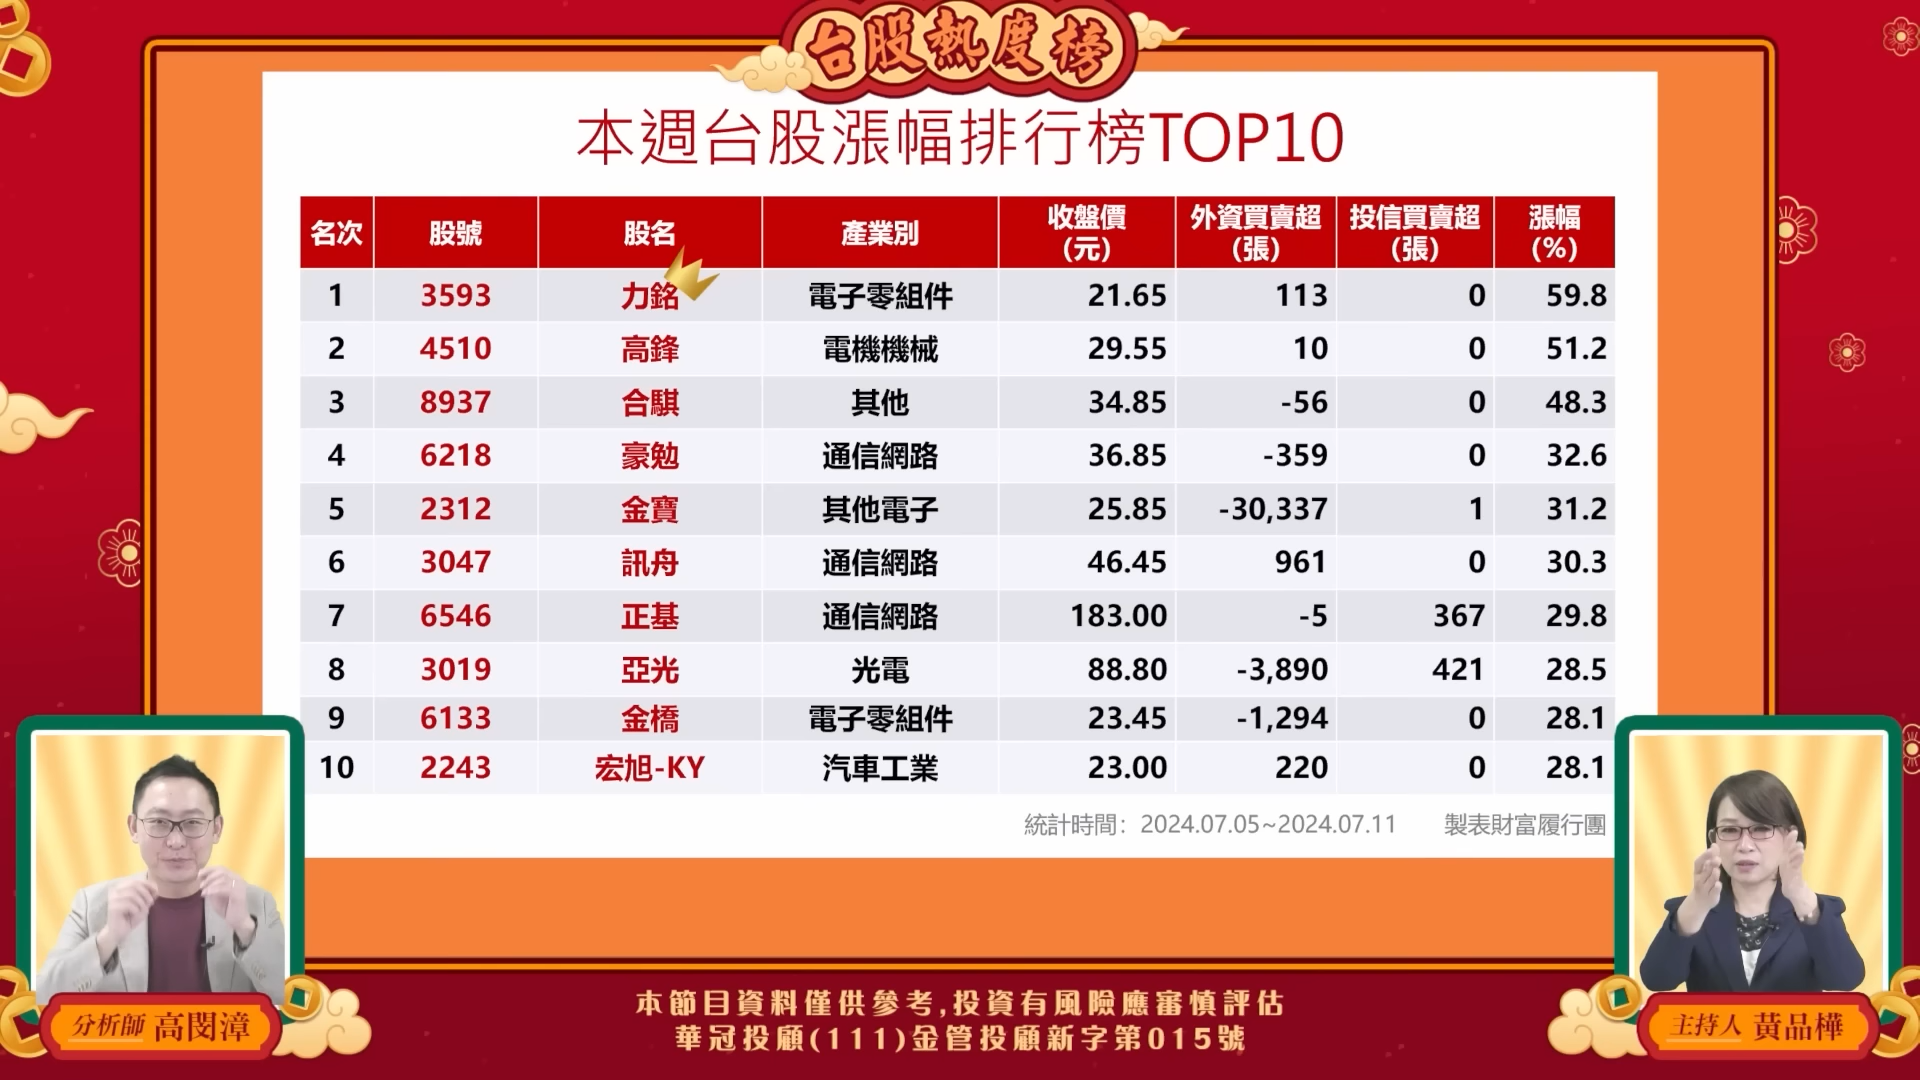 台股熱度榜
本週台股漲幅排行榜TOP10
名次 股號 股名 產業別 收盤價(元) 外資買賣超(張) 投信買賣超(張) 漲幅(%)
1 3593 力銘 電子零組件 21.65 113 0 59.8
2 4510 高鋒 電機機械 29.55 10 0 51.2
3 8937 合騏 其他 34.85 -56 0 48.3
4 6218 豪勉 通信網路 36.85 -359 0 32.6
5 2312 金寶 其他電子 25.85 -30,337 1 31.2
6 3047 訊舟 通信網路 46.45 961 0 30.3
7 6546 正基 通信網路 183.00 -5 367 29.8
8 3019 亞光 光電 88.80 -3,890 421 28.5
9 6133 金橋 電子零組件 23.45 -1,294 0 28.1
10 2243 宏旭-KY 汽車工業 23.00 220 0 28.1
統計時間：2024.07.05~2024.07.11 製表財富履行團
分析師 高閔漳
本節目資料僅供參考,投資有風險應審慎評估
華冠投顧(111)金管投顧新字第015號
主持人 黃品樺